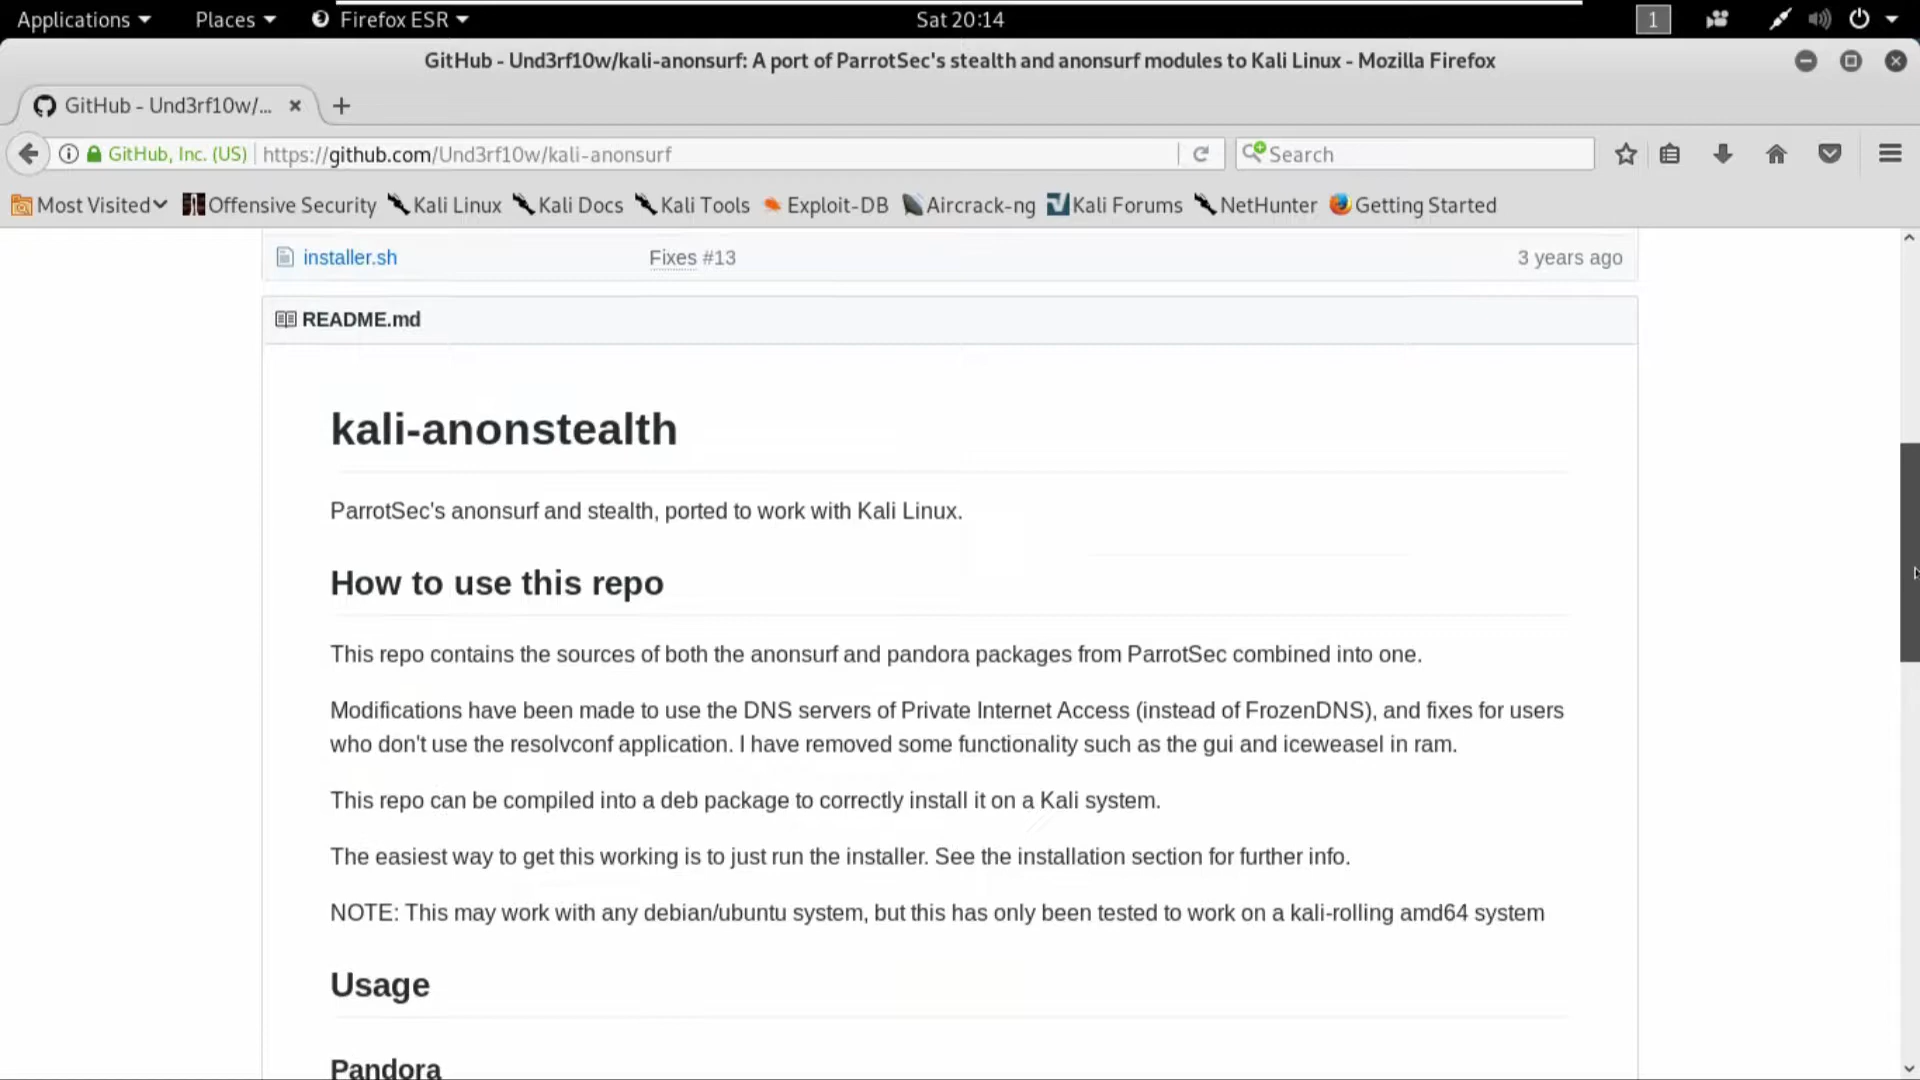 Applications Places Firefox ESR Sat 20:14 1
GitHub - Und3rf10w/kali-anonsurf: A port of ParrotSec's stealth and anonsurf modules to Kali Linux - Mozilla Firefox
GitHub - Und3rf10w/...
GitHub, Inc. (US) https://github.com/Und3rf10w/kali-anonsurf Search
Most Visited Offensive Security Kali Linux Kali Docs Kali Tools Exploit-DB Aircrack-ng Kali Forums NetHunter Getting Started
installer.sh Fixes #13 3 years ago
README.md
kali-anonstealth
ParrotSec's anonsurf and stealth, ported to work with Kali Linux.
How to use this repo
This repo contains the sources of both the anonsurf and pandora packages from ParrotSec combined into one.
Modifications have been made to use the DNS servers of Private Internet Access (instead of FrozenDNS), and fixes for users
who don't use the resolvconf application. I have removed some functionality such as the gui and iceweasel in ram.
This repo can be compiled into a deb package to correctly install it on a Kali system.
The easiest way to get this working is to just run the installer. See the installation section for further info.
NOTE: This may work with any debian/ubuntu system, but this has only been tested to work on a kali-rolling amd64 system
Usage
Pandora